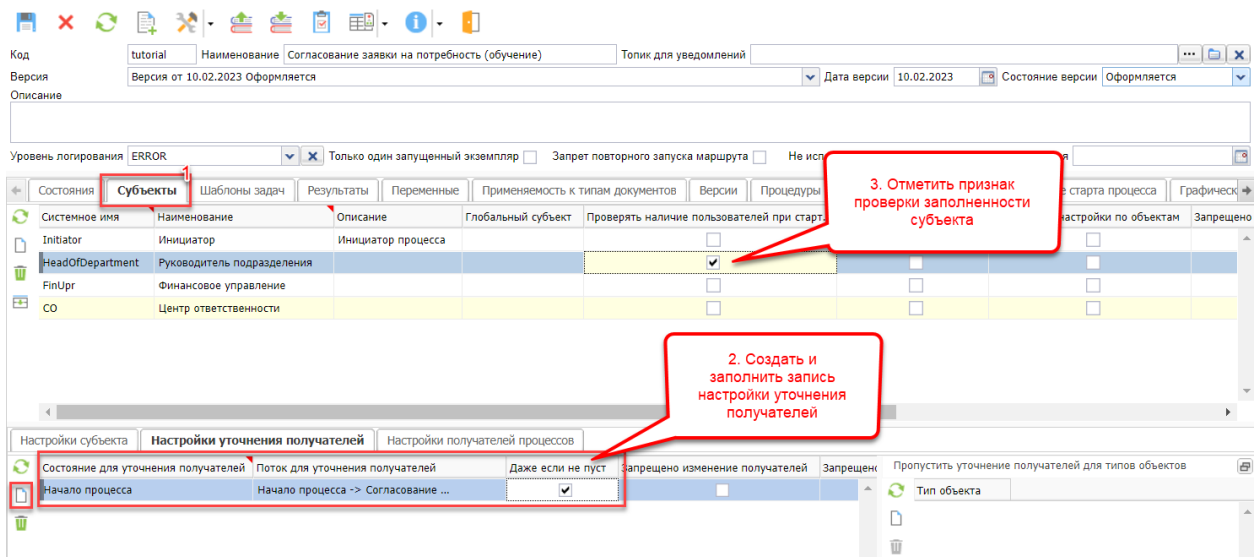 Код tutorial Наименование Согласование заявки на потребность (обучение) Топик для уведомлений
Версия Версия от 10.02.2023 Оформляется Дата версии 10.02.2023 Состояние версии Оформляется
Описание
Уровень логирования ERROR Только один запущенный экземпляр Запрет повторного запуска маршрута Не исп
1
Состояния Субъекты Шаблоны задач Результаты Переменные Применяемость к типам документов Версии Процедуры е старта процесса Графическ
3. Отметить признак
проверки заполненности
субъекта
Системное имя Наименование Описание Глобальный субъект Проверять наличие пользователей при старт. настройки по объектам Запрещено
Initiator Инициатор Инициатор процесса
HeadOfDepartment Руководитель подразделения
FinUpr Финансовое управление
CO Центр ответственности
2. Создать и
заполнить запись
настройки уточнения
получателей
Настройки субъекта Настройки уточнения получателей Настройки получателей процессов
Состояние для уточнения получателей Поток для уточнения получателей Даже если не пуст Запрещено изменение получателей Запрещено Пропустить уточнение получателей для типов объектов
Начало процесса Начало процесса -> Согласование ... Тип объекта